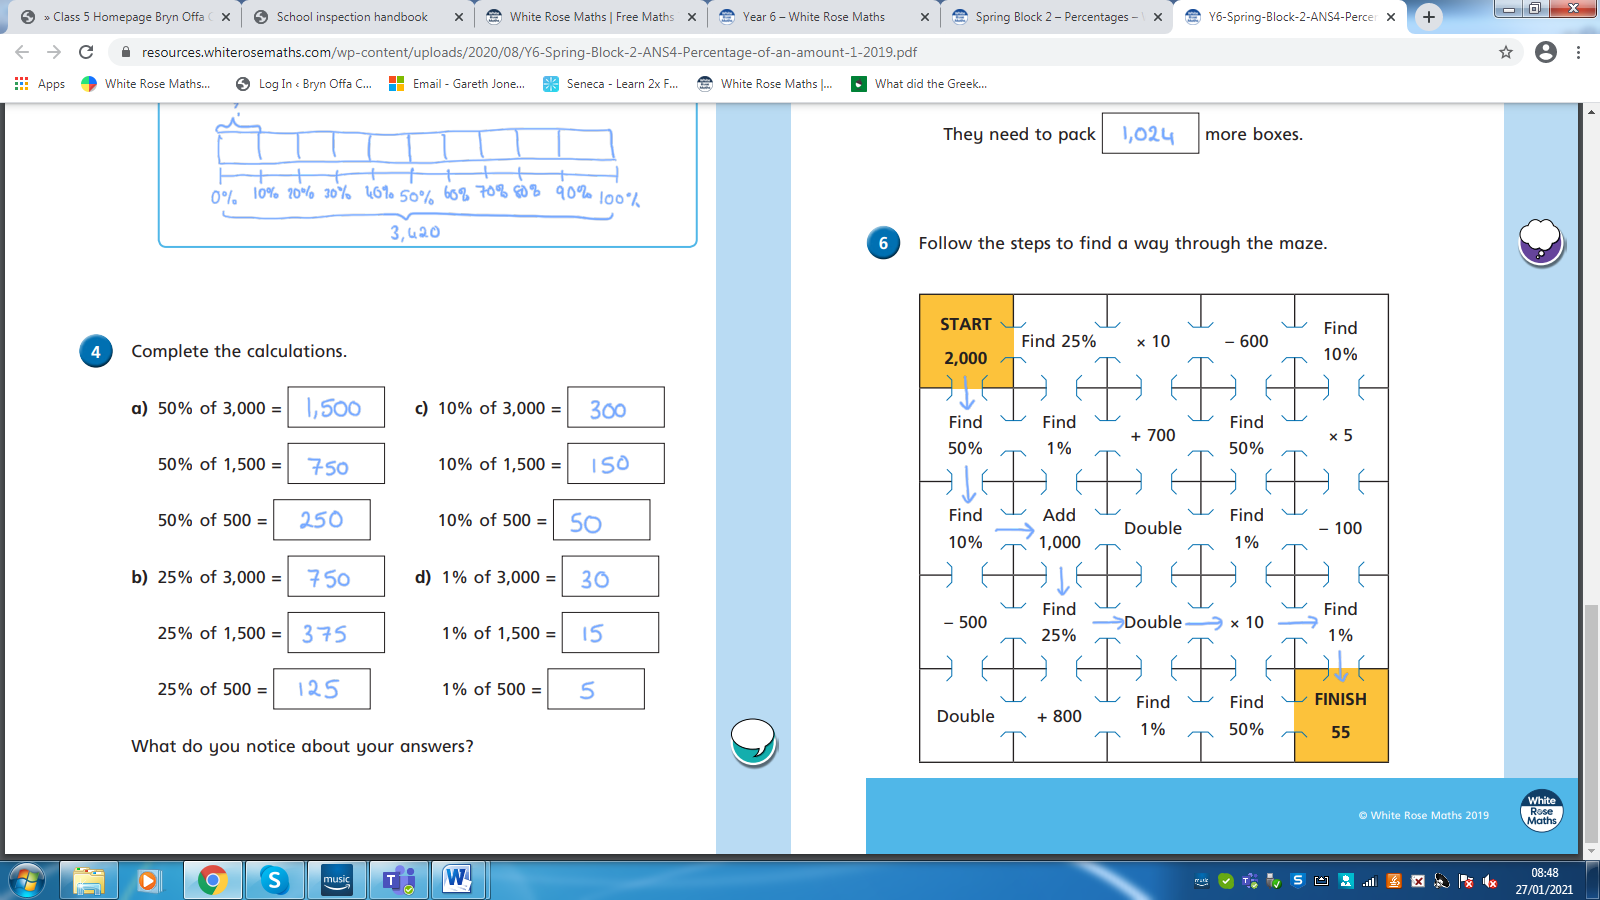 » Class 5 Homepage Bryn Offa
School inspection handbook
White Rose Maths | Free Maths
Year 6 – White Rose Maths
Spring Block 2 – Percentages –
Y6-Spring-Block-2-ANS4-Percen
resources.whiterosemaths.com/wp-content/uploads/2020/08/Y6-Spring-Block-2-ANS4-Percentage-of-an-amount-1-2019.pdf
Apps
White Rose Maths...
Log In ‹ Bryn Offa C...
Email - Gareth Jone...
Seneca - Learn 2x F...
White Rose Maths |...
What did the Greek...
0% 10% 20% 30% 40% 50% 60% 70% 80% 90% 100%
3,420
4 Complete the calculations.
a) 50% of 3,000 = 1,500
50% of 1,500 = 750
50% of 500 = 250
b) 25% of 3,000 = 750
25% of 1,500 = 375
25% of 500 = 125
c) 10% of 3,000 = 300
10% of 1,500 = 150
10% of 500 = 50
d) 1% of 3,000 = 30
1% of 1,500 = 15
1% of 500 = 5
What do you notice about your answers?
They need to pack 1,024 more boxes.
6 Follow the steps to find a way through the maze.
START 2,000
Find 25%
× 10
– 600
Find 10%
Find 50%
Find 1%
+ 700
Find 50%
× 5
Find 10%
Add 1,000
Double
Find 1%
– 100
– 500
Find 25%
Double
× 10
Find 1%
Double
+ 800
Find 1%
Find 50%
FINISH 55
© White Rose Maths 2019
White
Rose
Maths
music
08:48
27/01/2021